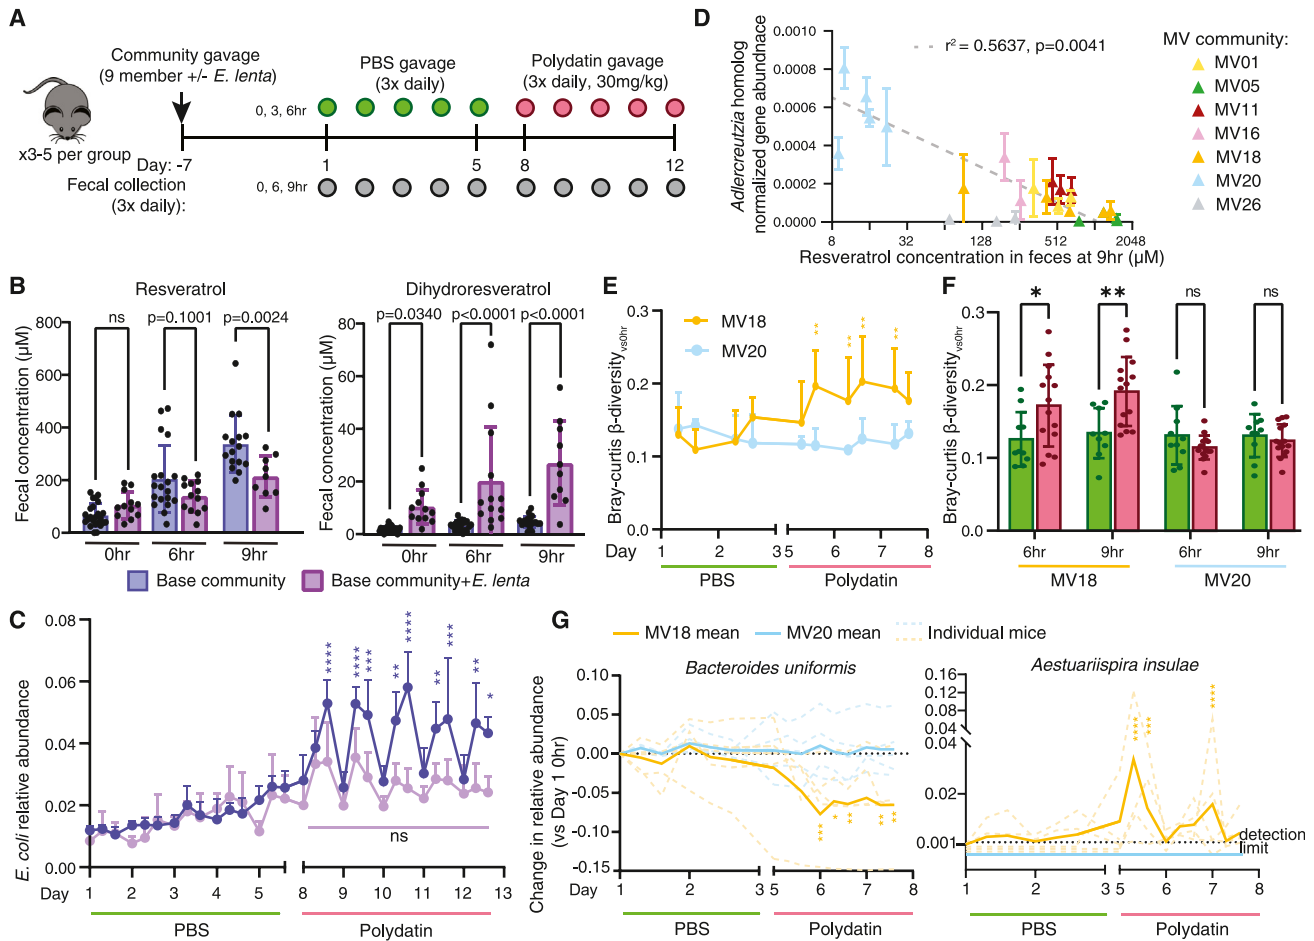 A
Community gavage
(9 member +/- E. lenta)
PBS gavage
(3x daily)
Polydatin gavage
(3x daily, 30mg/kg)
0, 3, 6hr
x3-5 per group
Day: -7
1
5
8
12
Fecal collection
(3x daily):
0, 6, 9hr
D
r² = 0.5637, p=0.0041
Adlercreutzia homolog
normalized gene abundnace
0.0010
0.0008
0.0006
0.0004
0.0002
0.0000
8
32
128
512
2048
Resveratrol concentration in feces at 9hr (µM)
MV community:
MV01
MV05
MV11
MV16
MV18
MV20
MV26
B
Resveratrol
Fecal concentration (µM)
800
600
400
200
0
ns
p=0.1001
p=0.0024
0hr
6hr
9hr
Dihydroresveratrol
Fecal concentration (µM)
80
60
40
20
0
p=0.0340
p<0.0001
p<0.0001
0hr
6hr
9hr
Base community
Base community+E. lenta
E
Bray-curtis β-diversity vs0hr
0.3
0.2
0.1
0.0
MV18
MV20
**
**
**
**
Day
1
2
3
5
6
7
8
PBS
Polydatin
F
Bray-curtis β-diversity vs0hr
0.3
0.2
0.1
0.0
*
**
ns
ns
6hr
9hr
6hr
9hr
MV18
MV20
C
E. coli relative abundance
0.08
0.06
0.04
0.02
0.00
****
****
***
**
****
**
***
**
*
ns
Day
1
2
3
4
5
8
9
10
11
12
13
PBS
Polydatin
G
MV18 mean
MV20 mean
Individual mice
Bacteroides uniformis
Change in relative abundance
(vs Day 1 0hr)
0.10
0.05
0.00
-0.05
-0.10
-0.15
Day
1
2
3
5
6
7
8
PBS
Polydatin
Aestuariispira insulae
0.16
0.12
0.08
0.04
0.04
0.02
0.001
detection
limit
1
2
3
5
6
7
8
PBS
Polydatin